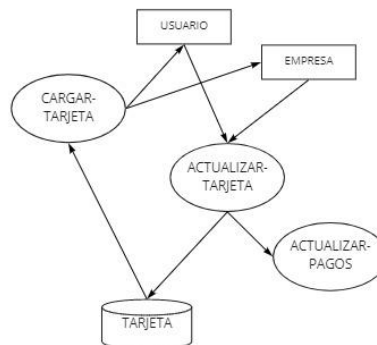 USUARIO
EMPRESA
CARGAR-
TARJETA
ACTUALIZAR-
TARJETA
ACTUALIZAR-
PAGOS
TARJETA